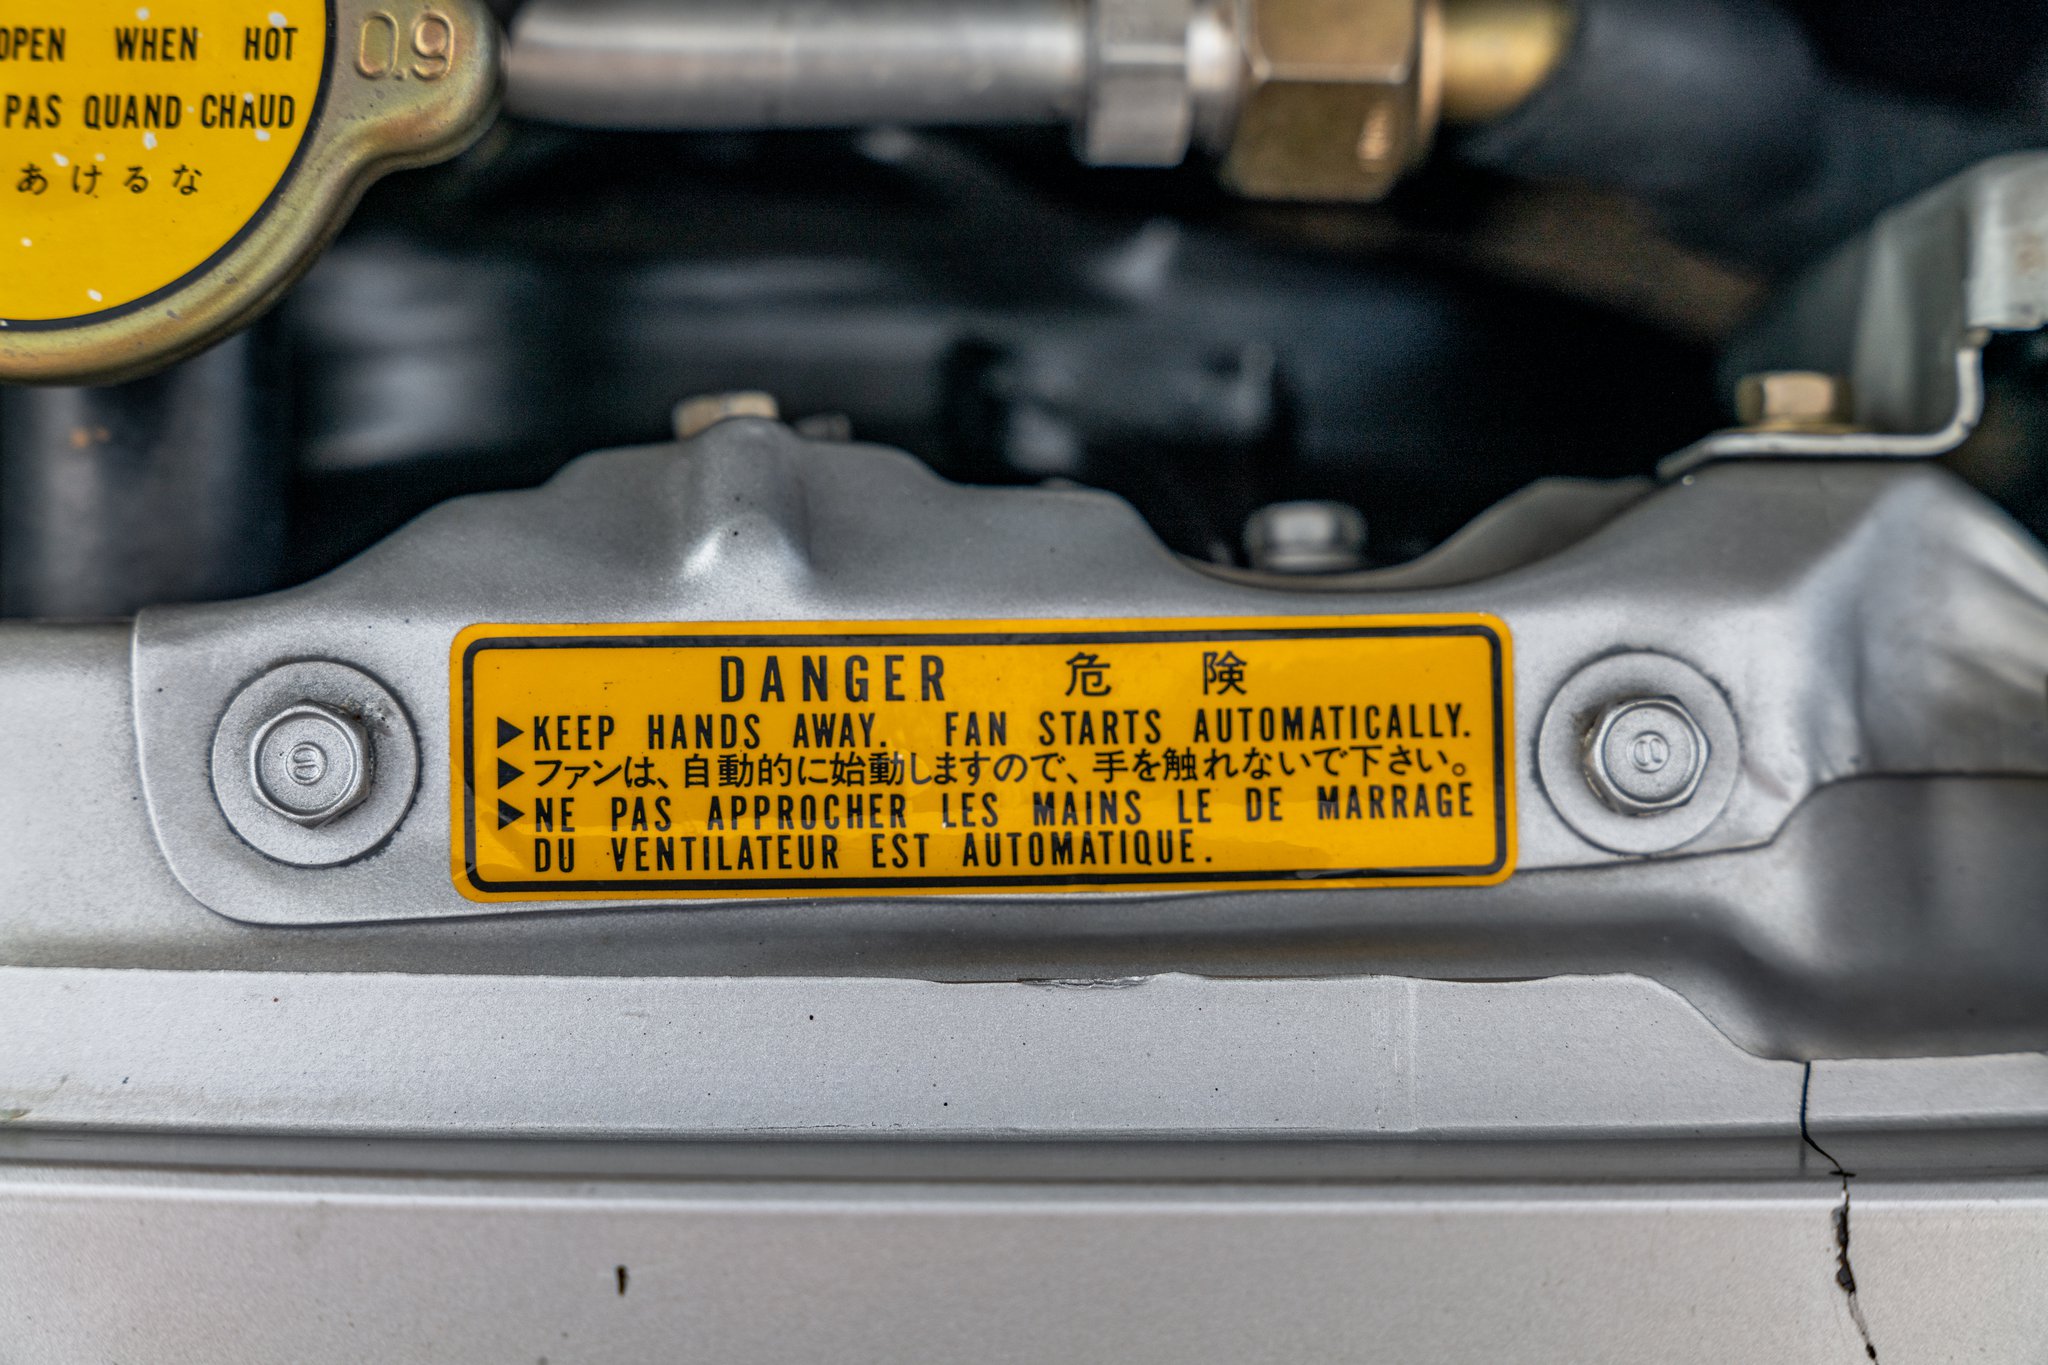 OPEN WHEN HOT
PAS QUAND CHAUD
あけるな
0.9
DANGER 危険
▶KEEP HANDS AWAY. FAN STARTS AUTOMATICALLY.
▶ファンは、自動的に始動しますので、手を触れないで下さい。
▶NE PAS APPROCHER LES MAINS LE DE MARRAGE
DU VENTILATEUR EST AUTOMATIQUE.